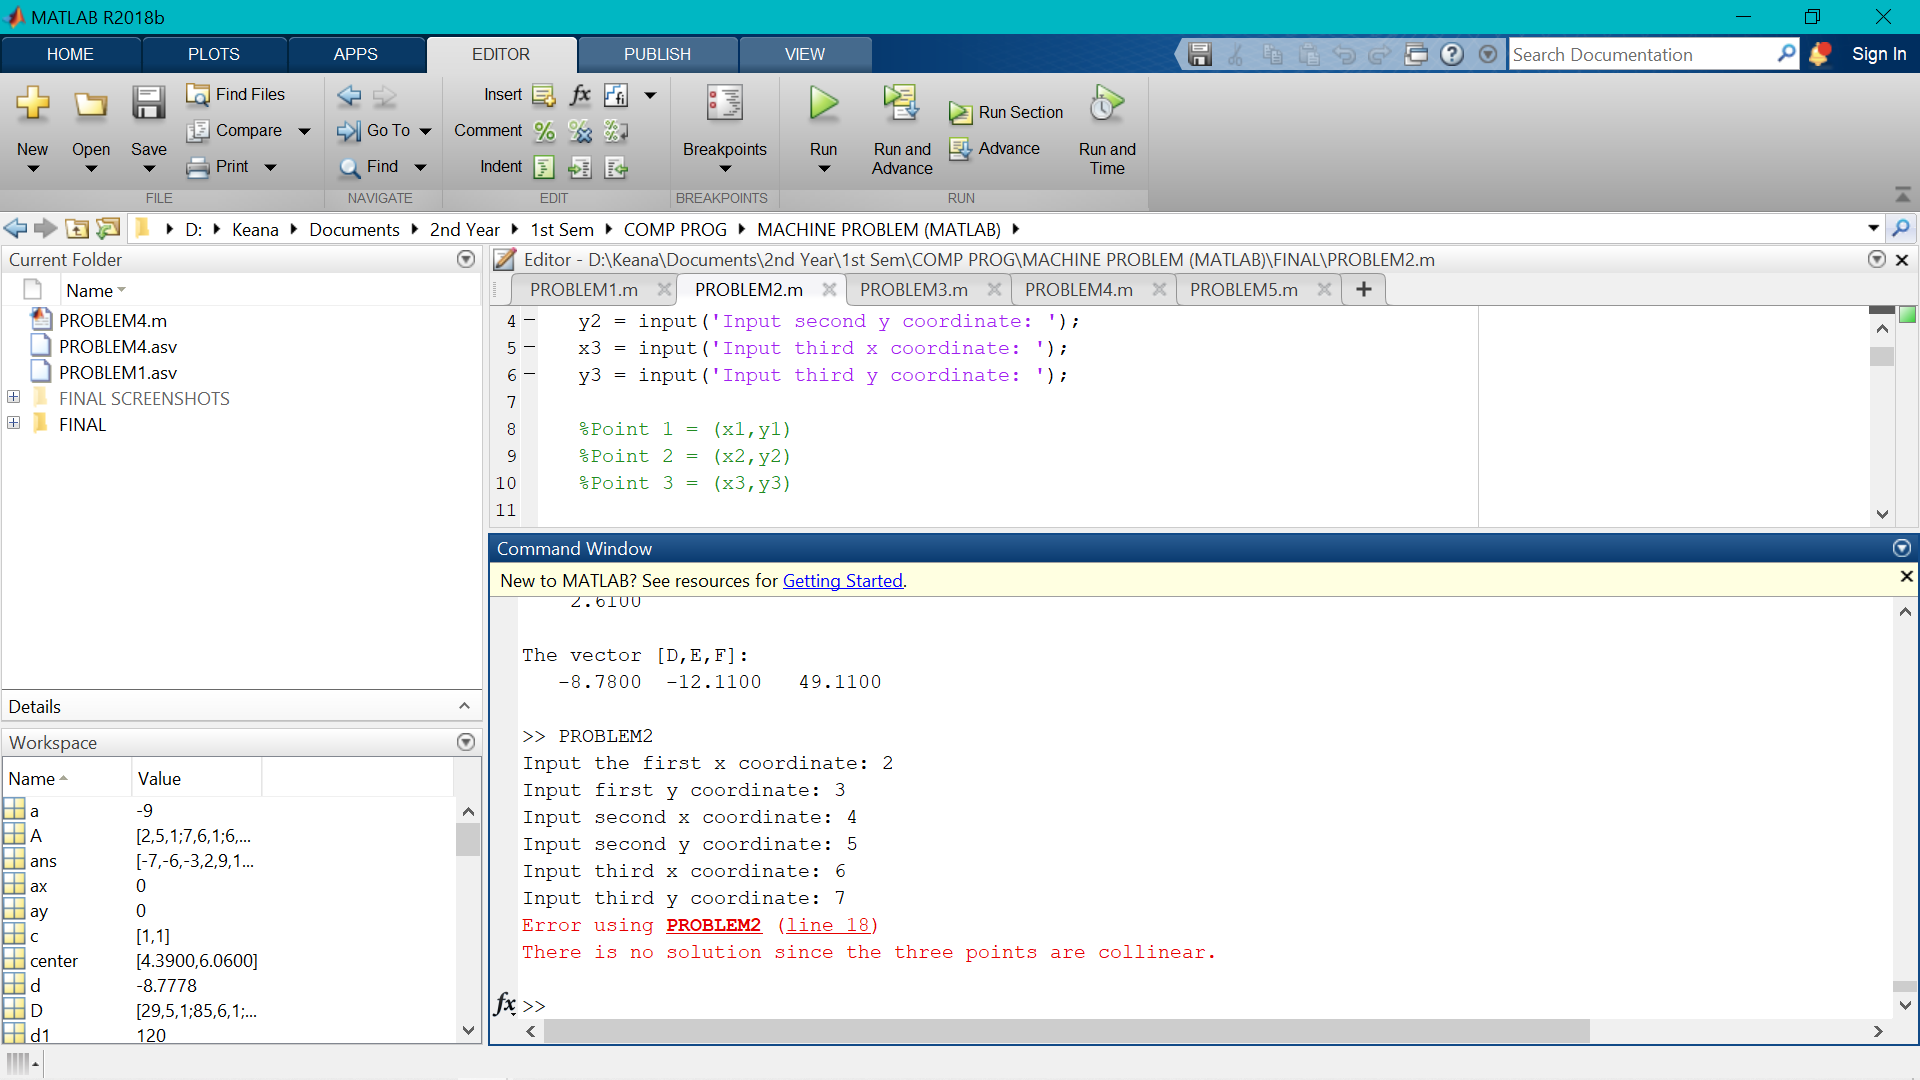 MATLAB R2018b
HOME PLOTS APPS EDITOR PUBLISH VIEW
Search Documentation
Sign In
New
Open
Save
Find Files
Compare
Print
FILE
Go To
Find
NAVIGATE
Insert
Comment
Indent
EDIT
Breakpoints
BREAKPOINTS
Run
Run and Advance
Run Section
Advance
Run and Time
RUN
D: Keana Documents 2nd Year 1st Sem COMP PROG MACHINE PROBLEM (MATLAB)
Current Folder
Name
PROBLEM4.m
PROBLEM4.asv
PROBLEM1.asv
FINAL SCREENSHOTS
FINAL
Details
Workspace
Name Value
a -9
A [2,5,1;7,6,1;6,...
ans [-7,-6,-3,2,9,1...
ax 0
ay 0
c [1,1]
center [4.3900,6.0600]
d -8.7778
D [29,5,1;85,6,1;...
d1 120
Editor - D:\Keana\Documents\2nd Year\1st Sem\COMP PROG\MACHINE PROBLEM (MATLAB)\FINAL\PROBLEM2.m
PROBLEM1.m PROBLEM2.m PROBLEM3.m PROBLEM4.m PROBLEM5.m +
4 y2 = input('Input second y coordinate: ');
5 x3 = input('Input third x coordinate: ');
6 y3 = input('Input third y coordinate: ');
7
8 %Point 1 = (x1,y1)
9 %Point 2 = (x2,y2)
10 %Point 3 = (x3,y3)
11
Command Window
New to MATLAB? See resources for Getting Started.
2.6100
The vector [D,E,F]:
-8.7800 -12.1100 49.1100
>> PROBLEM2
Input the first x coordinate: 2
Input first y coordinate: 3
Input second x coordinate: 4
Input second y coordinate: 5
Input third x coordinate: 6
Input third y coordinate: 7
Error using PROBLEM2 (line 18)
There is no solution since the three points are collinear.
fx >>